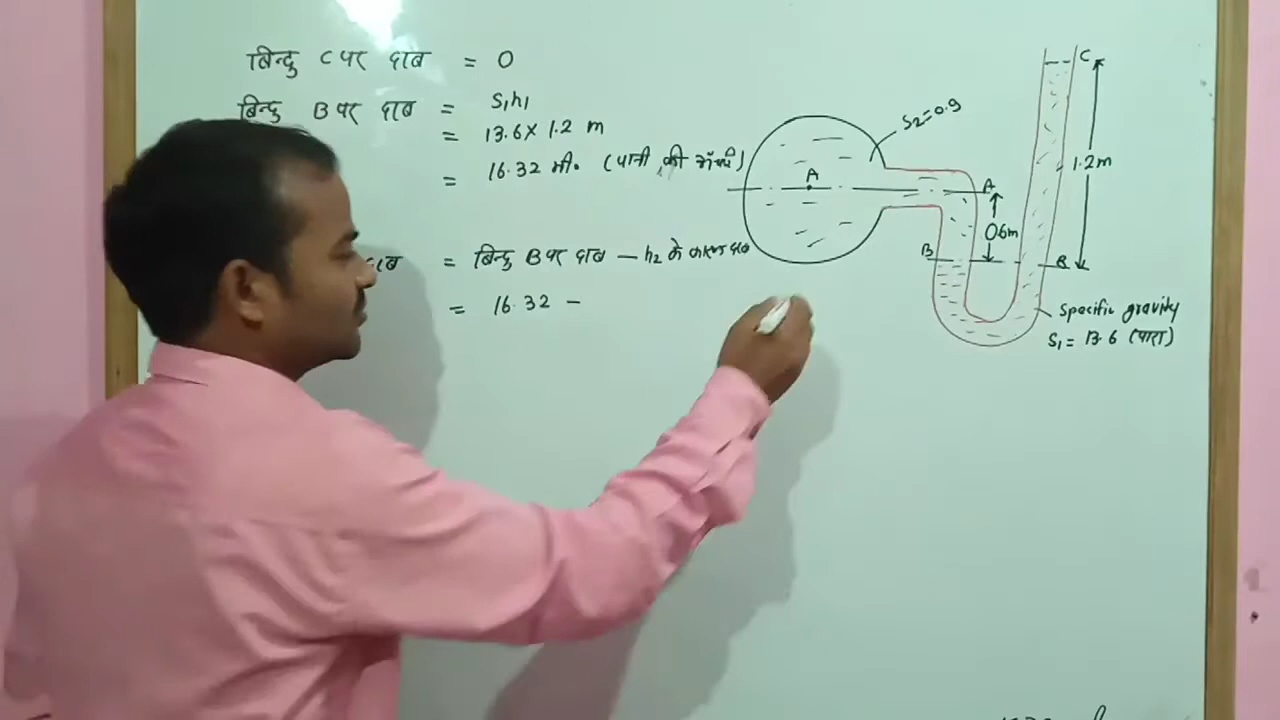 बिन्दु C पर दाब = 0
बिन्दु B पर दाब = S₁h₁
= 13.6 × 1.2 m
= 16.32 मी. (पानी की ऊँचाई)
दाब = बिन्दु B पर दाब – h₂ के कारण दाब
= 16.32 –
S₂=0.9
A
A
0.6m
B
B
C
1.2m
Specific gravity
S₁ = 13.6 (पारा)